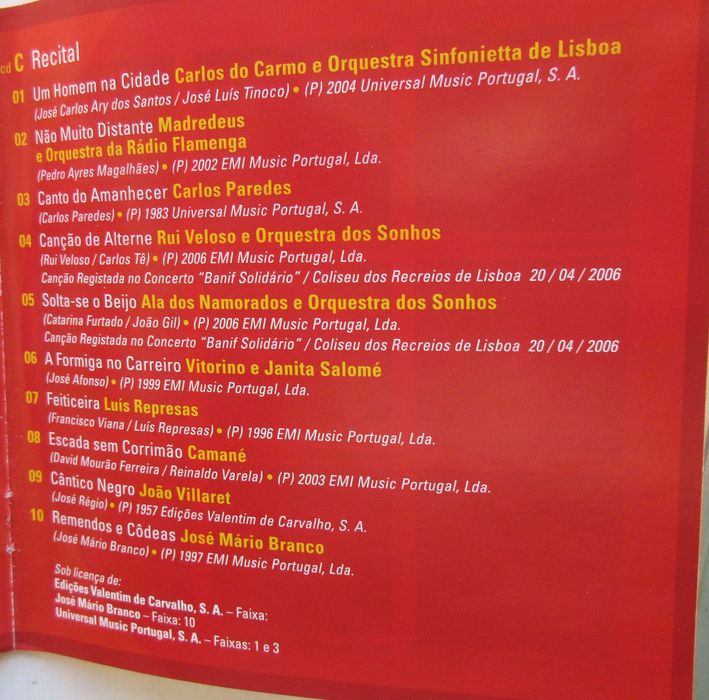 cd C Recital
01 Um Homem na Cidade Carlos do Carmo e Orquestra Sinfonietta de Lisboa
(José Carlos Ary dos Santos / José Luís Tinoco) • (P) 2004 Universal Music Portugal, S. A.
02 Não Muito Distante Madredeus
e Orquestra da Rádio Flamenga
(Pedro Ayres Magalhães) • (P) 2002 EMI Music Portugal, Lda.
03 Canto do Amanhecer Carlos Paredes
(Carlos Paredes) • (P) 1983 Universal Music Portugal, S. A.
04 Canção de Alterne Rui Veloso e Orquestra dos Sonhos
(Rui Veloso / Carlos Tê) • (P) 2006 EMI Music Portugal, Lda.
Canção Registada no Concerto “Banif Solidário” / Coliseu dos Recreios de Lisboa 20 / 04 / 2006
05 Solta-se o Beijo Ala dos Namorados e Orquestra dos Sonhos
(Catarina Furtado / João Gil) • (P) 2006 EMI Music Portugal, Lda.
Canção Registada no Concerto “Banif Solidário” / Coliseu dos Recreios de Lisboa 20 / 04 / 2006
06 A Formiga no Carreiro Vitorino e Janita Salomé
(José Afonso) • (P) 1999 EMI Music Portugal, Lda.
07 Feiticeira Luís Represas
(Francisco Viana / Luís Represas) • (P) 1996 EMI Music Portugal, Lda.
08 Escada sem Corrimão Camané
(David Mourão Ferreira / Reinaldo Varela) • (P) 2003 EMI Music Portugal, Lda.
09 Cântico Negro João Villaret
(José Régio) • (P) 1957 Edições Valentim de Carvalho, S. A.
10 Remendos e Côdeas José Mário Branco
(José Mário Branco) • (P) 1997 EMI Music Portugal, Lda.
Sob licença de:
Edições Valentim de Carvalho, S. A. – Faixa:
José Mário Branco – Faixa: 10
Universal Music Portugal, S. A. – Faixas: 1 e 3